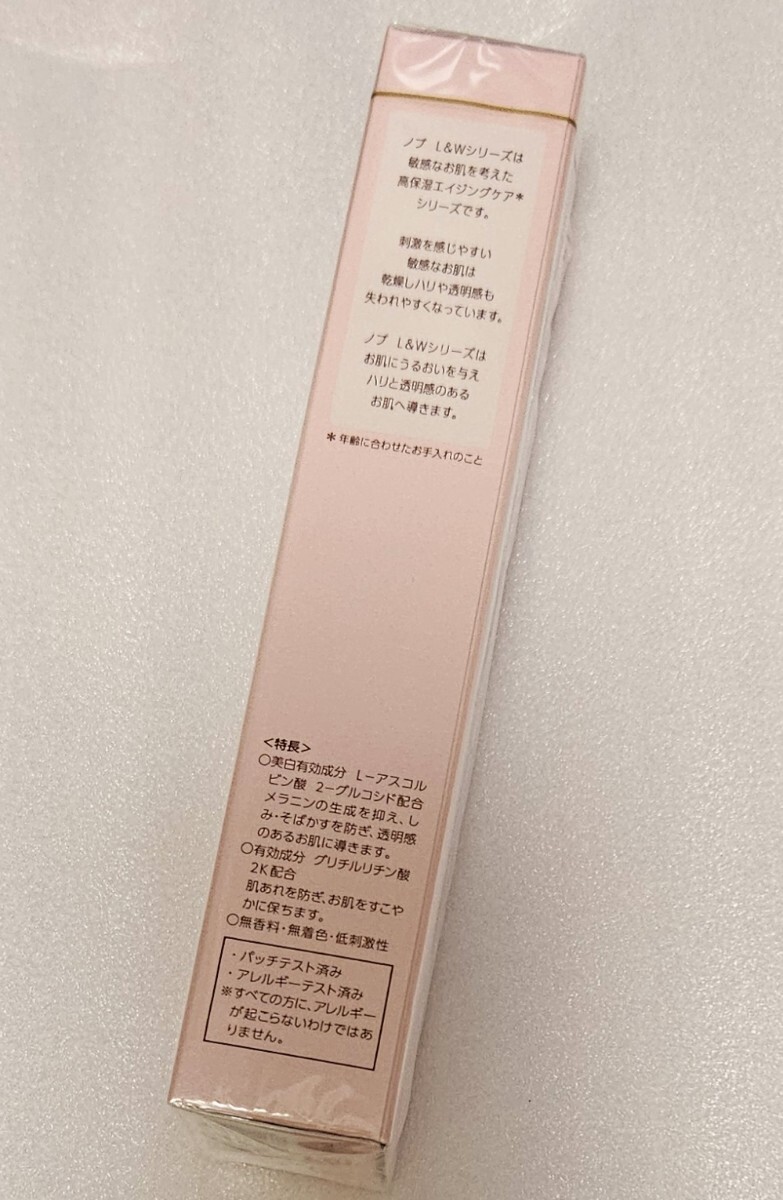 ノブ L&Wシリーズは
敏感なお肌を考えた
高保湿エイジングケア*
シリーズです。
刺激を感じやすい
敏感なお肌は
乾燥しハリや透明感も
失われやすくなっています。
ノブ L&Wシリーズは
お肌にうるおいを与え
ハリと透明感のある
お肌へ導きます。
*年齢に合わせたお手入れのこと
<特長>
○美白有効成分 L-アスコル
ビン酸 2-グルコシド配合
メラニンの生成を抑え、し
み・そばかすを防ぎ、透明感
のあるお肌に導きます。
○有効成分 グリチルリチン酸
2K配合
肌あれを防ぎ、お肌をすこや
かに保ちます。
○無香料・無着色・低刺激性
・パッチテスト済み
・アレルギーテスト済み
※すべての方に、アレルギー
が起こらないわけではあ
りません。